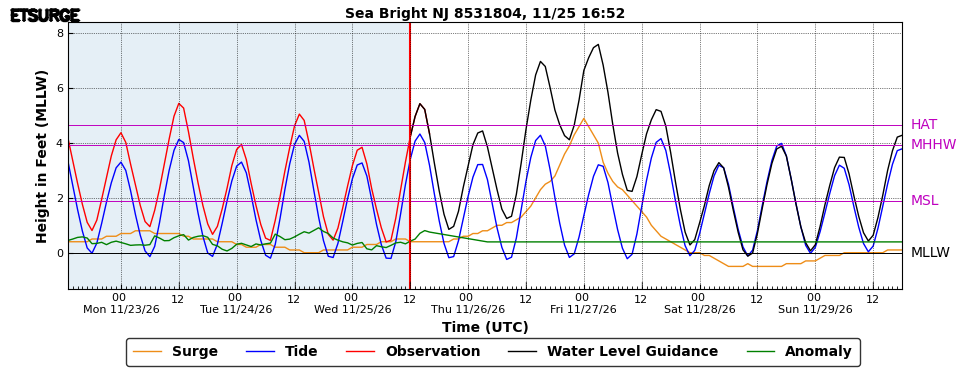 ETSURGE
Sea Bright NJ 8531804, 11/25 16:52
Height in Feet (MLLW)
8
6
4
2
0
HAT
MHHW
MSL
MLLW
00 12 00 12 00 12 00 12 00 12 00 12 00 12
Mon 11/23/26 Tue 11/24/26 Wed 11/25/26 Thu 11/26/26 Fri 11/27/26 Sat 11/28/26 Sun 11/29/26
Time (UTC)
Surge Tide Observation Water Level Guidance Anomaly